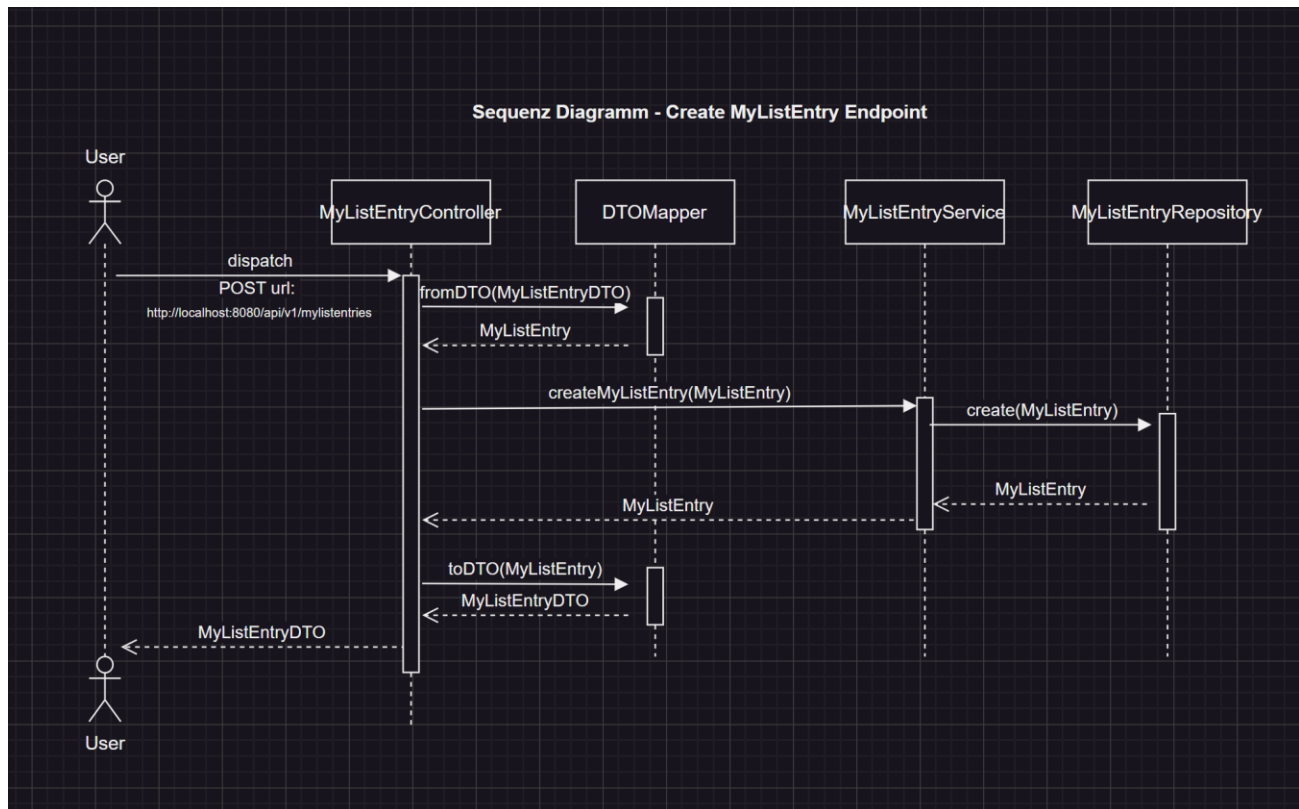 Sequenz Diagramm - Create MyListEntry Endpoint
User
MyListEntryController
DTOMapper
MyListEntryService
MyListEntryRepository
dispatch
POST url:
http://localhost:8080/api/v1/mylistentries
fromDTO(MyListEntryDTO)
MyListEntry
createMyListEntry(MyListEntry)
create(MyListEntry)
MyListEntry
MyListEntry
toDTO(MyListEntry)
MyListEntryDTO
MyListEntryDTO
User